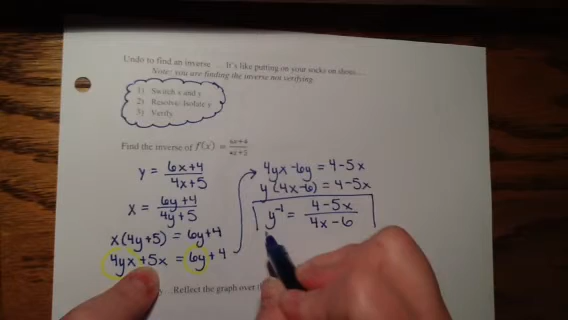 Undo to find an inverse ... It's like putting on your socks on shoes...
Note: you are finding the inverse not verifying.
1) Switch x and y
2) Resolve/Isolate y
3) Verify
Find the inverse of f(x) = (6x+4)/(4x+5)
y = (6x+4)/(4x+5)
x = (6y+4)/(4y+5)
x(4y+5) = 6y+4
4yx+5x = 6y+4
4yx-6y = 4-5x
y(4x-6) = 4-5x
y⁻¹ = (4-5x)/(4x-6)
Reflect the graph over